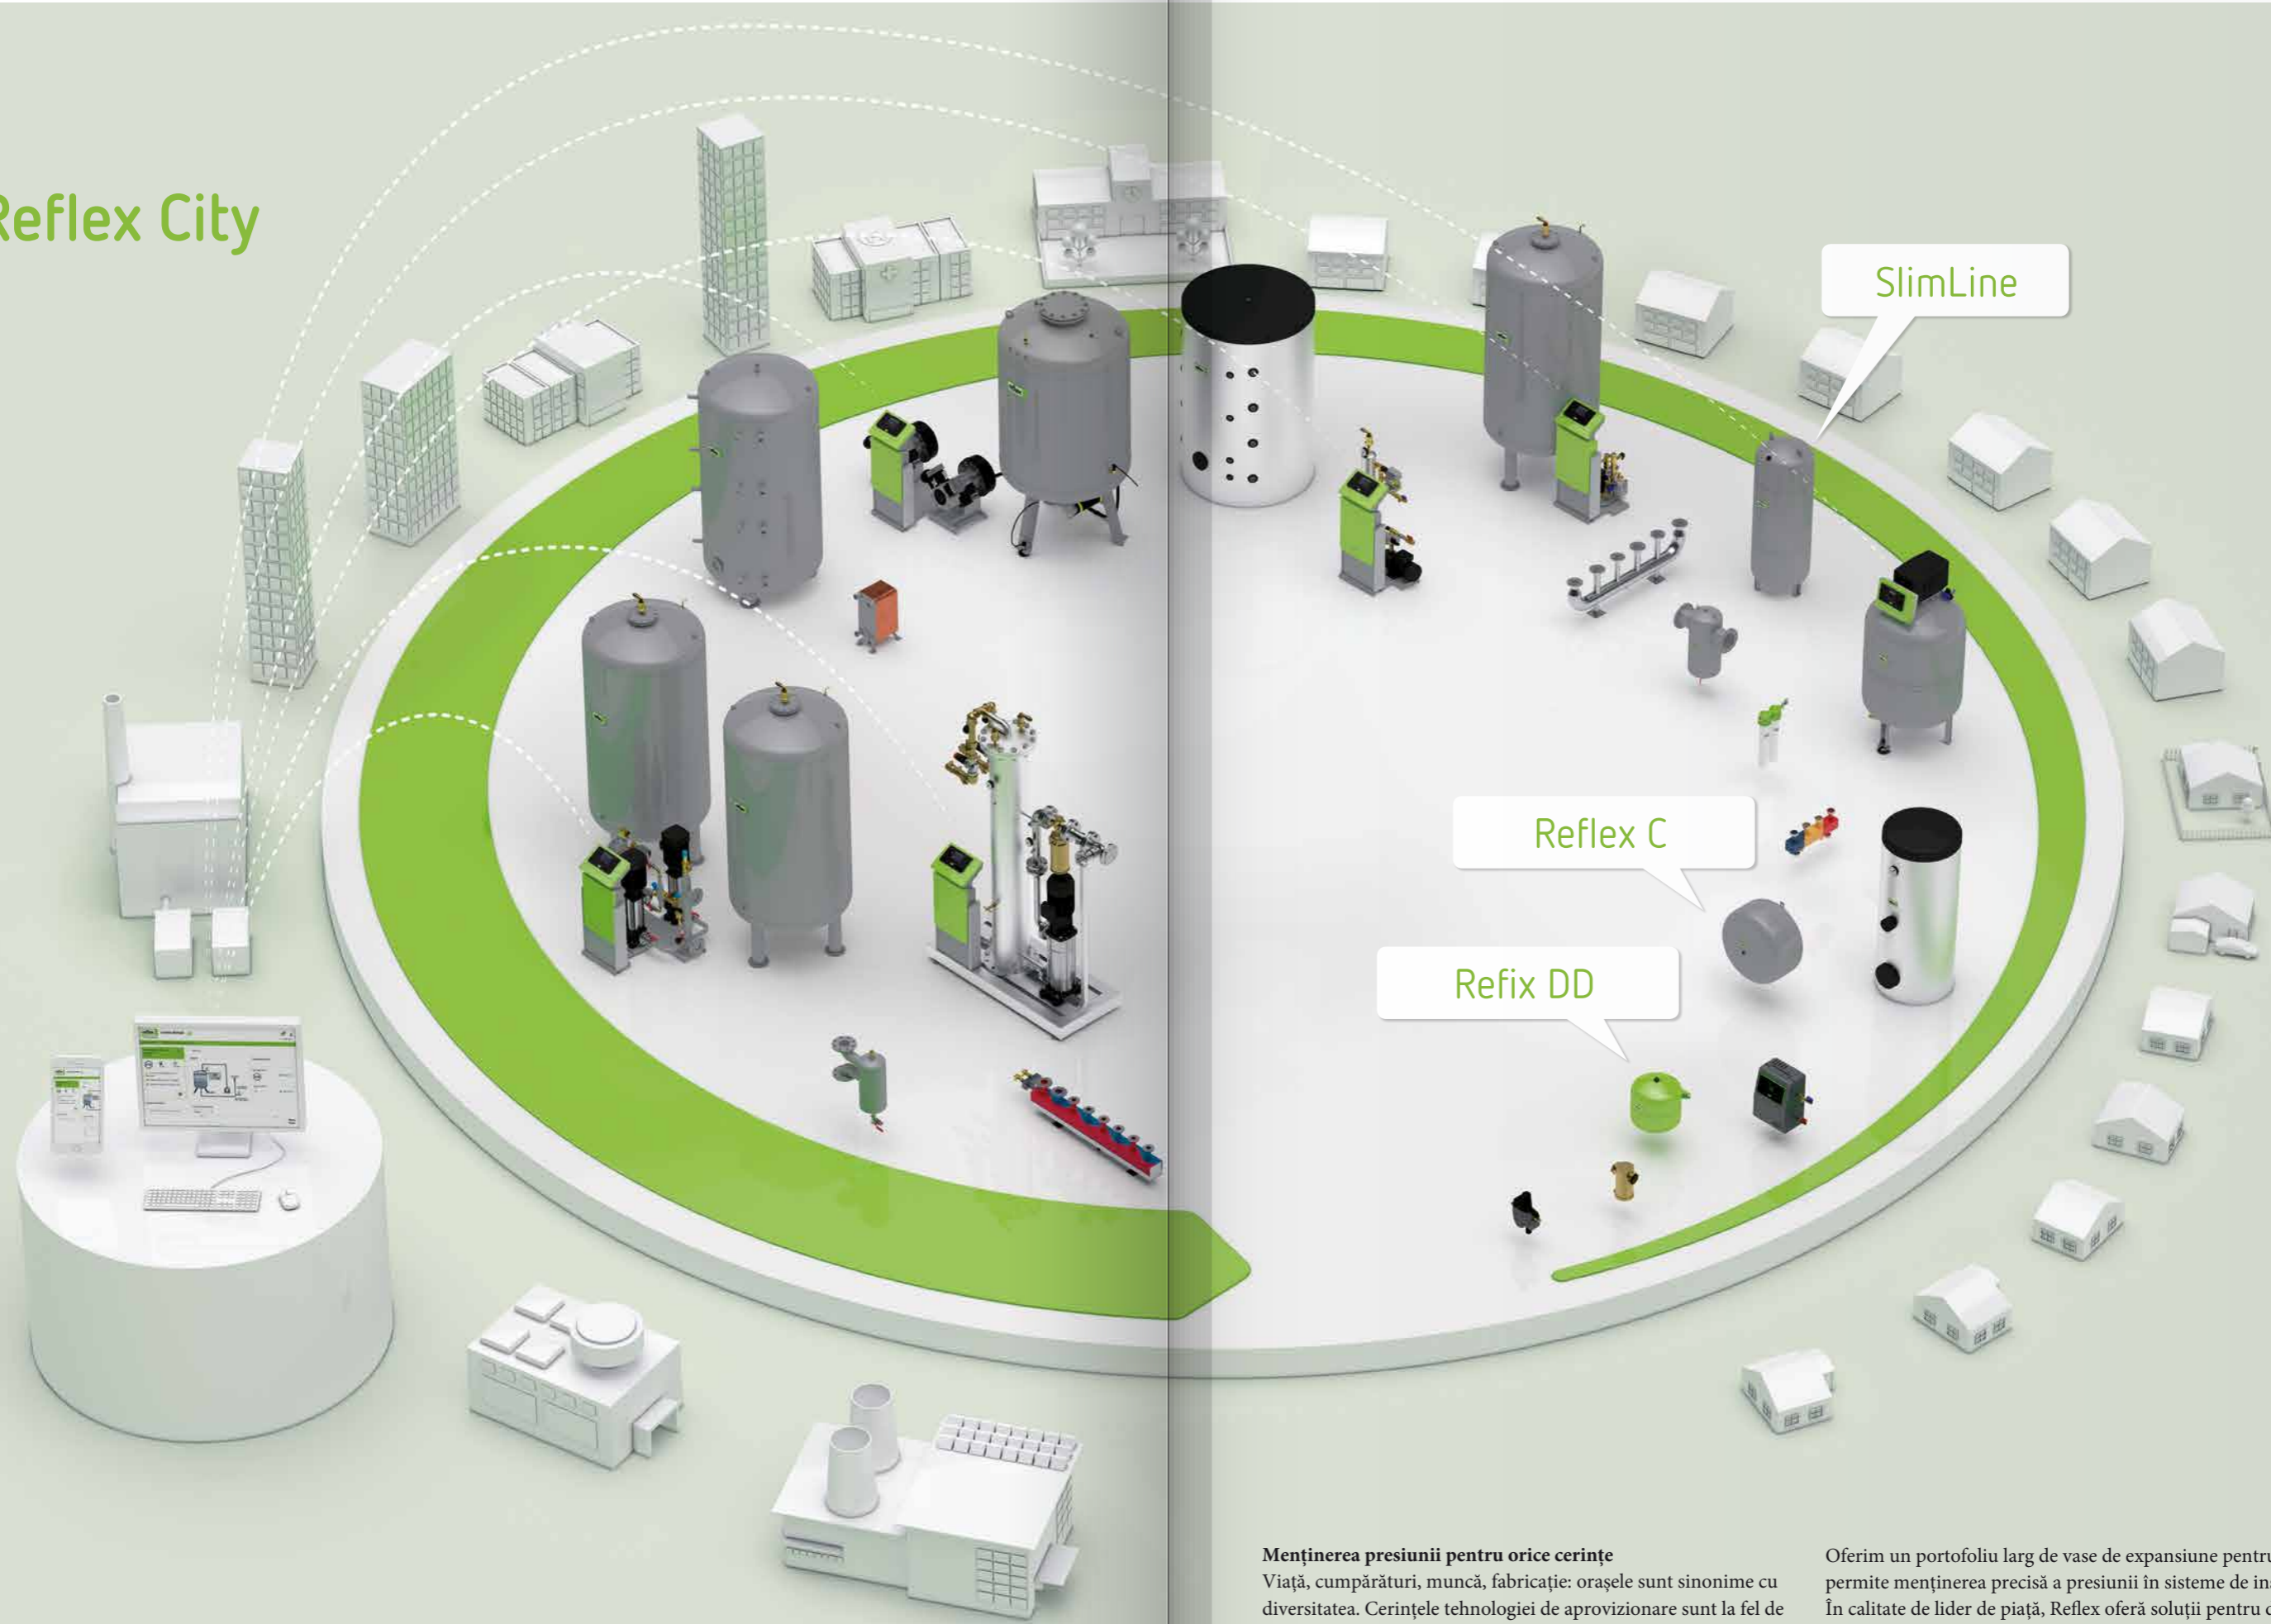 Reflex City
SlimLine
Reflex C
Refix DD
Menținerea presiunii pentru orice cerințe
Viață, cumpărături, muncă, fabricație: orașele sunt sinonime cu
diversitatea. Cerințele tehnologiei de aprovizionare sunt la fel de
Oferim un portofoliu larg de vase de expansiune pentru
permite menținerea precisă a presiunii în sisteme de
În calitate de lider de piață, Reflex oferă soluții pentru